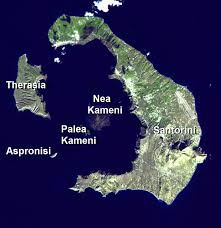 Therasia
Nea
Kameni
Palea
Kameni
Santorini
Aspronisi